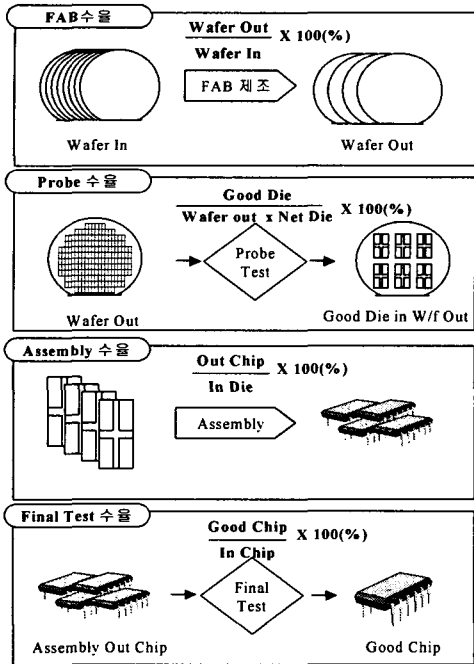 FAB수율
Wafer Out
Wafer In
X 100(%)
FAB 제조
Wafer In
Wafer Out
Probe 수율
Good Die
Wafer out x Net Die
X 100(%)
Probe
Test
Wafer Out
Good Die in W/f Out
Assembly 수율
Out Chip
In Die
X 100(%)
Assembly
Final Test 수율
Good Chip
In Chip
X 100(%)
Final
Test
Assembly Out Chip
Good Chip